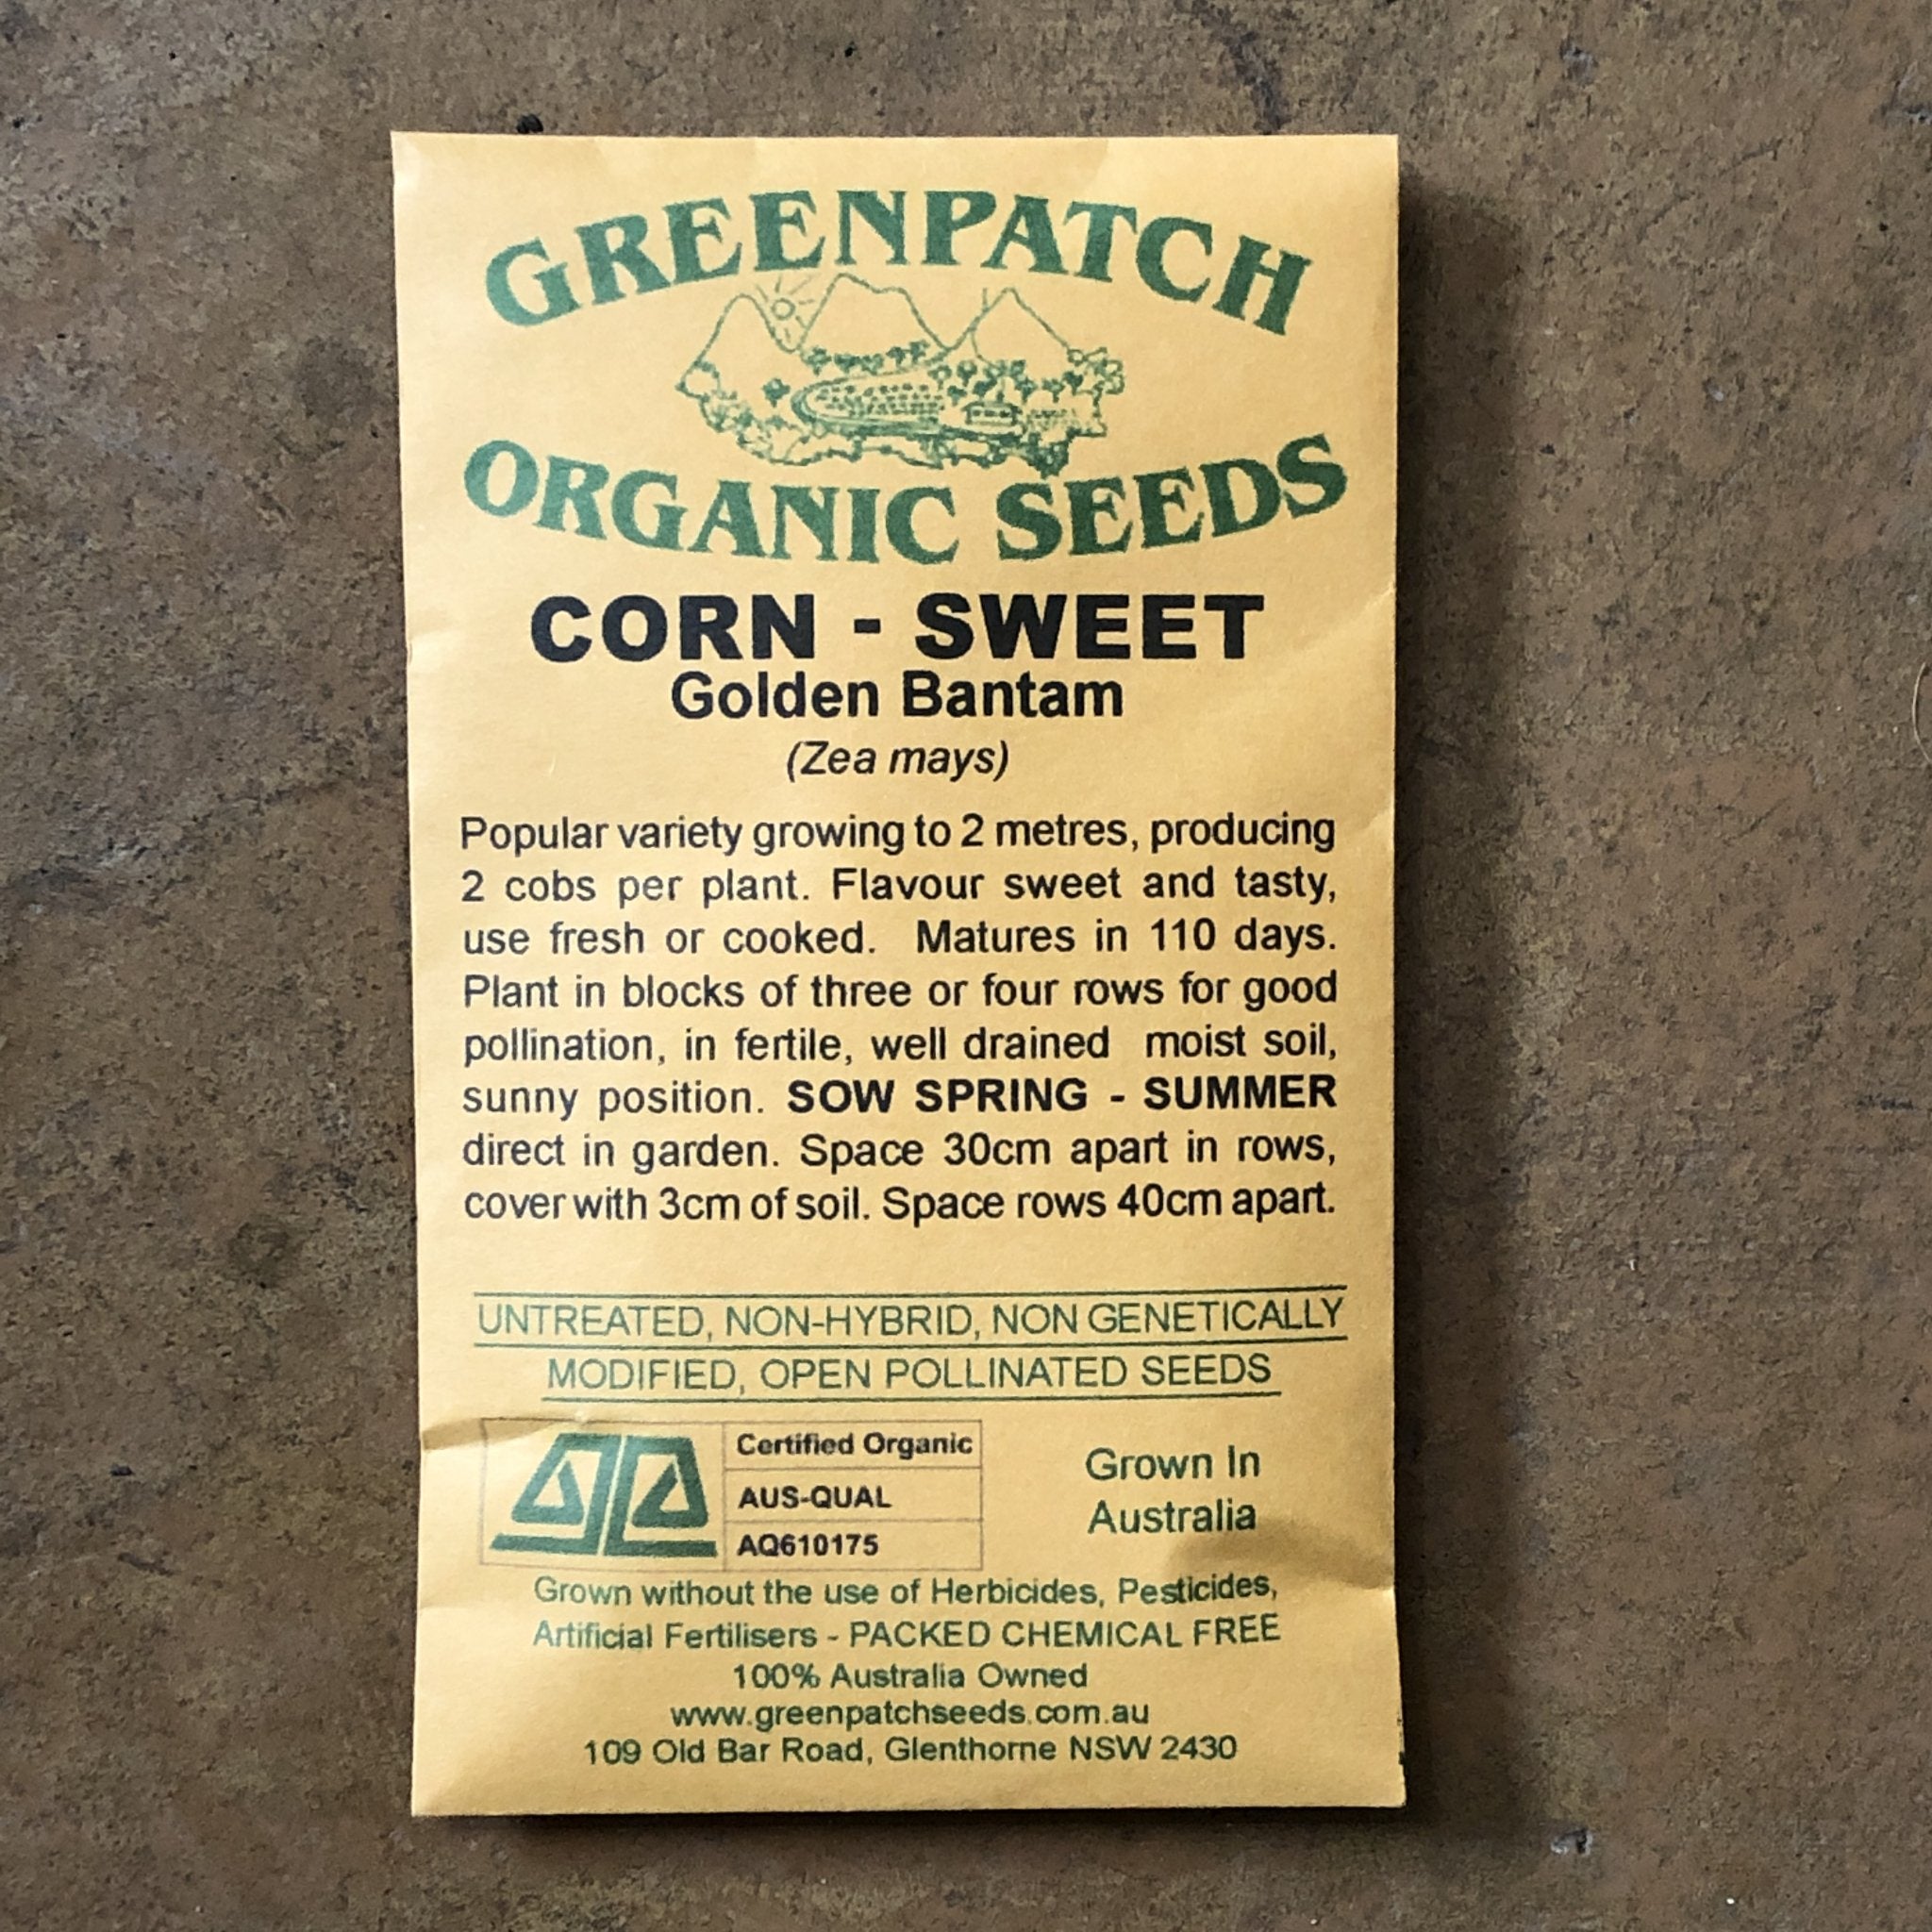 GREENPATCH
ORGANIC SEEDS
CORN - SWEET
Golden Bantam
(Zea mays)
Popular variety growing to 2 metres, producing
2 cobs per plant. Flavour sweet and tasty,
use fresh or cooked. Matures in 110 days.
Plant in blocks of three or four rows for good
pollination, in fertile, well drained moist soil,
sunny position. SOW SPRING - SUMMER
direct in garden. Space 30cm apart in rows,
cover with 3cm of soil. Space rows 40cm apart.
UNTREATED, NON-HYBRID, NON GENETICALLY
MODIFIED, OPEN POLLINATED SEEDS
Certified Organic
AUS-QUAL
AQ610175
Grown In
Australia
Grown without the use of Herbicides, Pesticides,
Artificial Fertilisers - PACKED CHEMICAL FREE
100% Australia Owned
www.greenpatchseeds.com.au
109 Old Bar Road, Glenthorne NSW 2430